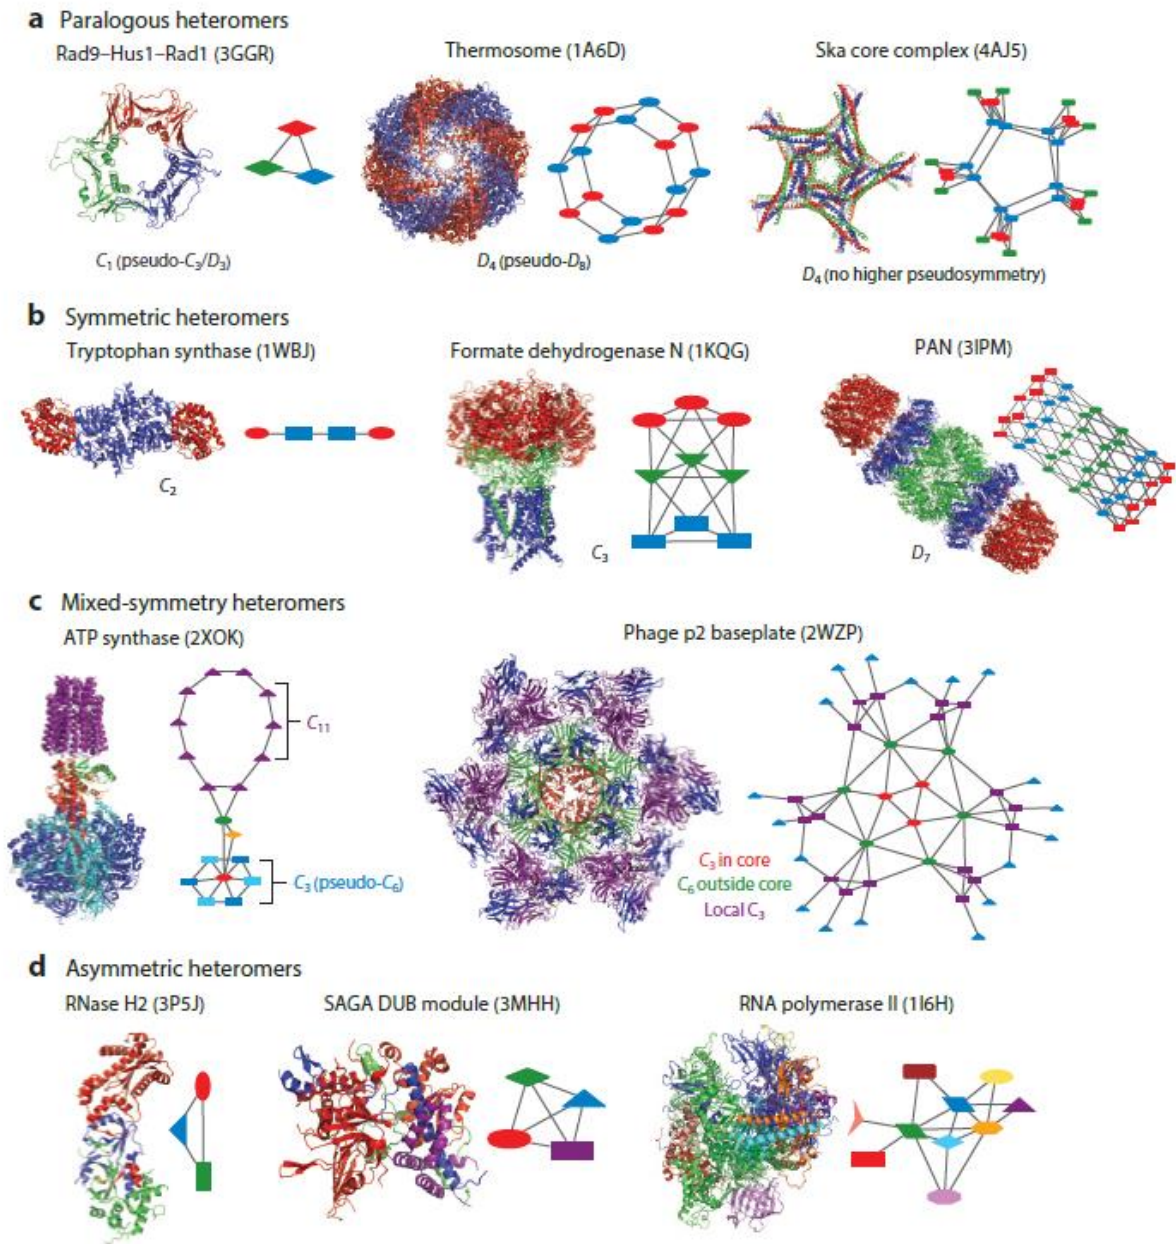 a Paralogous heteromers
Rad9–Hus1–Rad1 (3GGR)
Thermosome (1A6D)
Ska core complex (4AJ5)
C1 (pseudo-C3/D3)
D4 (pseudo-D8)
D4 (no higher pseudosymmetry)
b Symmetric heteromers
Tryptophan synthase (1WBJ)
Formate dehydrogenase N (1KQG)
PAN (3IPM)
C2
C3
D7
c Mixed-symmetry heteromers
ATP synthase (2XOK)
Phage p2 baseplate (2WZP)
C11
C3 (pseudo-C6)
C3 in core
C6 outside core
Local C3
d Asymmetric heteromers
RNase H2 (3P5J)
SAGA DUB module (3MHH)
RNA polymerase II (1I6H)